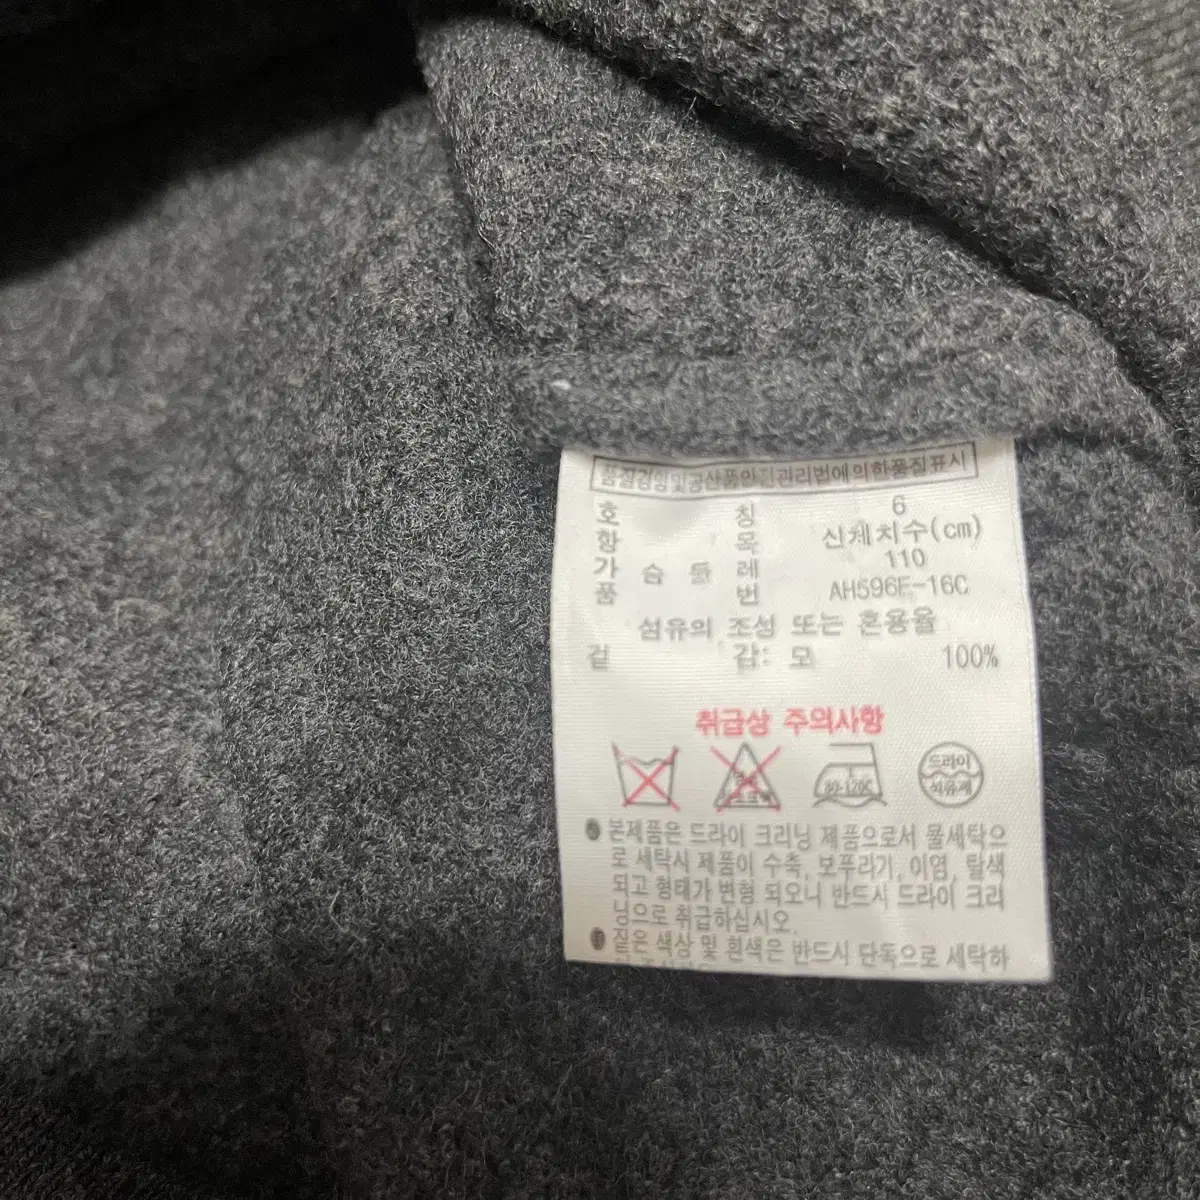 품질경영및공산품안전관리법에의한품질표시
호 칭 6
항 목 신체치수(cm)
가 슴 둘 레 110
품 번 AH596E-16C
섬유의 조성 또는 혼용율
겉 감: 모 100%
취급상 주의사항
80-120C 드라이
석유계
본제품은 드라이 크리닝 제품으로서 물세탁으
로 세탁시 제품이 수축, 보푸라기, 이염, 탈색
되고 형태가 변형 되오니 반드시 드라이 크리
닝으로 취급하십시오.
짙은 색상 및 흰색은 반드시 단독으로 세탁하